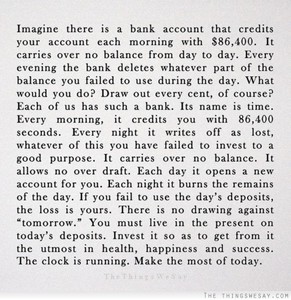 Imagine there is a bank account that credits
your account each morning with $86,400. It
carries over no balance from day to day. Every
evening the bank deletes whatever part of the
balance you failed to use during the day. What
would you do? Draw out every cent, of course?
Each of us has such a bank. Its name is time.
Every morning, it credits you with 86,400
seconds. Every night it writes off as lost,
whatever of this you have failed to invest to a
good purpose. It carries over no balance. It
allows no over draft. Each day it opens a new
account for you. Each night it burns the remains
of the day. If you fail to use the day's deposits,
the loss is yours. There is no drawing against
"tomorrow." You must live in the present on
today's deposits. Invest it so as to get from it
the utmost in health, happiness and success.
The clock is running. Make the most of today.
TheThingsWeSay
THETHINGSWESAY.COM